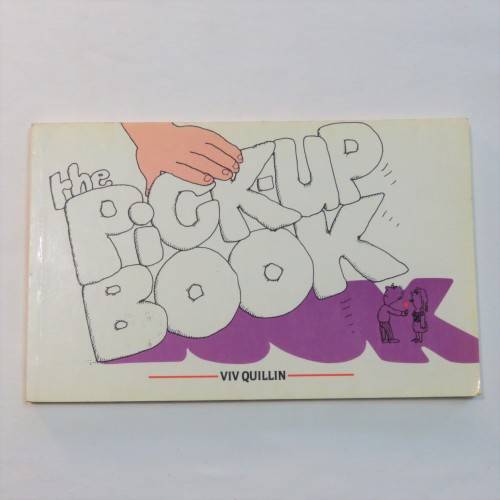 the
PiCK-UP
BOOK
VIV QUILLIN